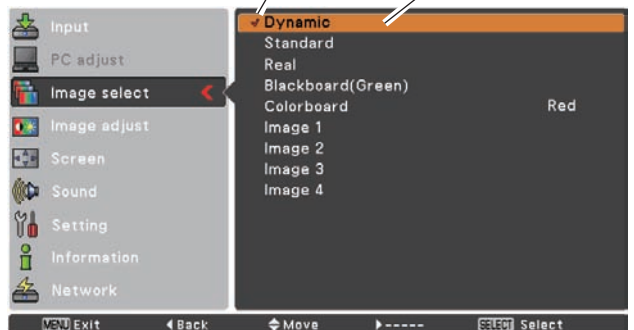 Input
PC adjust
Image select
Image adjust
Screen
Sound
Setting
Information
Network
Dynamic
Standard
Real
Blackboard(Green)
Colorboard Red
Image 1
Image 2
Image 3
Image 4
MENU Exit Back Move ----- SELECT Select